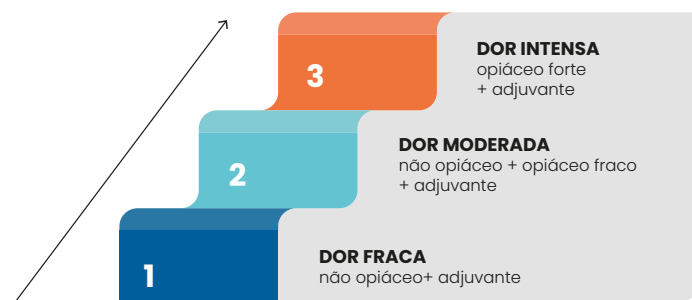 3
DOR INTENSA
opiáceo forte
+ adjuvante
2
DOR MODERADA
não opiáceo + opiáceo fraco
+ adjuvante
1
DOR FRACA
não opiáceo+ adjuvante